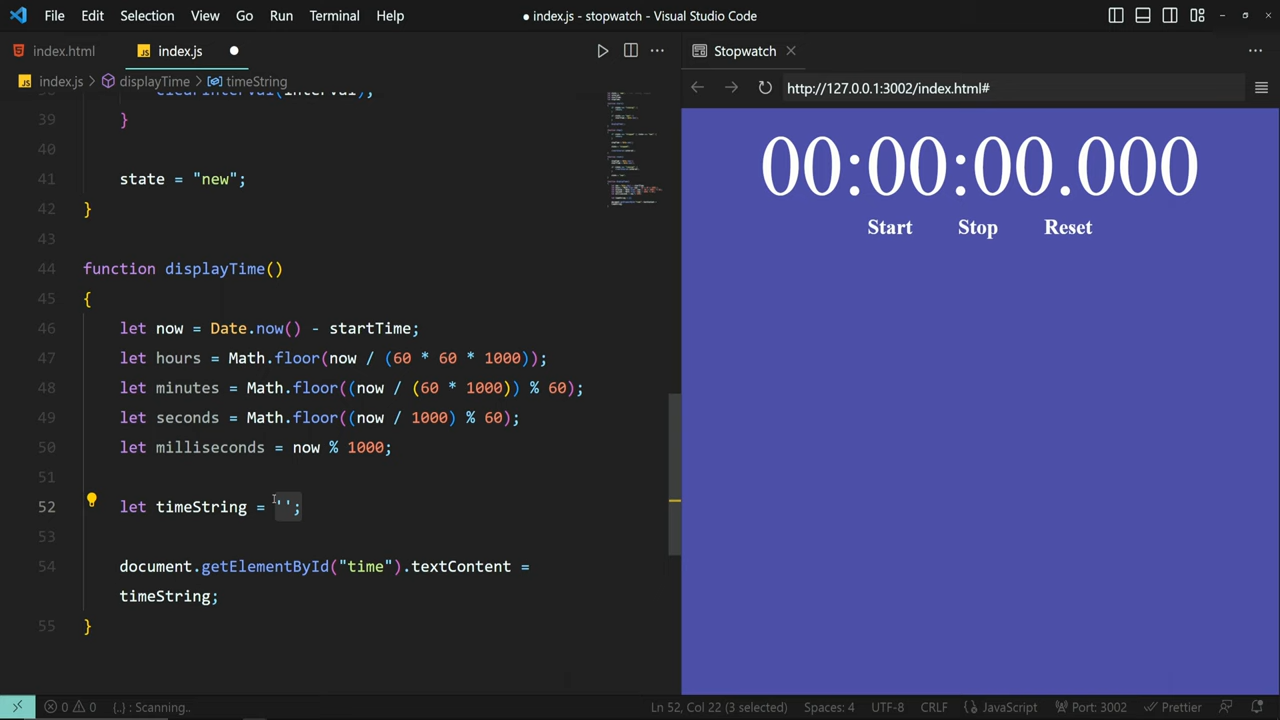 File Edit Selection View Go Run Terminal Help
● index.js - stopwatch - Visual Studio Code
index.html
JS index.js
Stopwatch
JS index.js > displayTime > timeString
http://127.0.0.1:3002/index.html#
clearInterval(interval);
39 }
40
41 state = "new";
42 }
43
44 function displayTime()
45 {
46 let now = Date.now() - startTime;
47 let hours = Math.floor(now / (60 * 60 * 1000));
48 let minutes = Math.floor((now / (60 * 1000)) % 60);
49 let seconds = Math.floor((now / 1000) % 60);
50 let milliseconds = now % 1000;
51
52 let timeString = '';
53
54 document.getElementById("time").textContent =
timeString;
55 }
00:00:00.000
Start Stop Reset
0 0 {..} : Scanning.. Ln 52, Col 22 (3 selected) Spaces: 4 UTF-8 CRLF {} JavaScript Port: 3002 Prettier